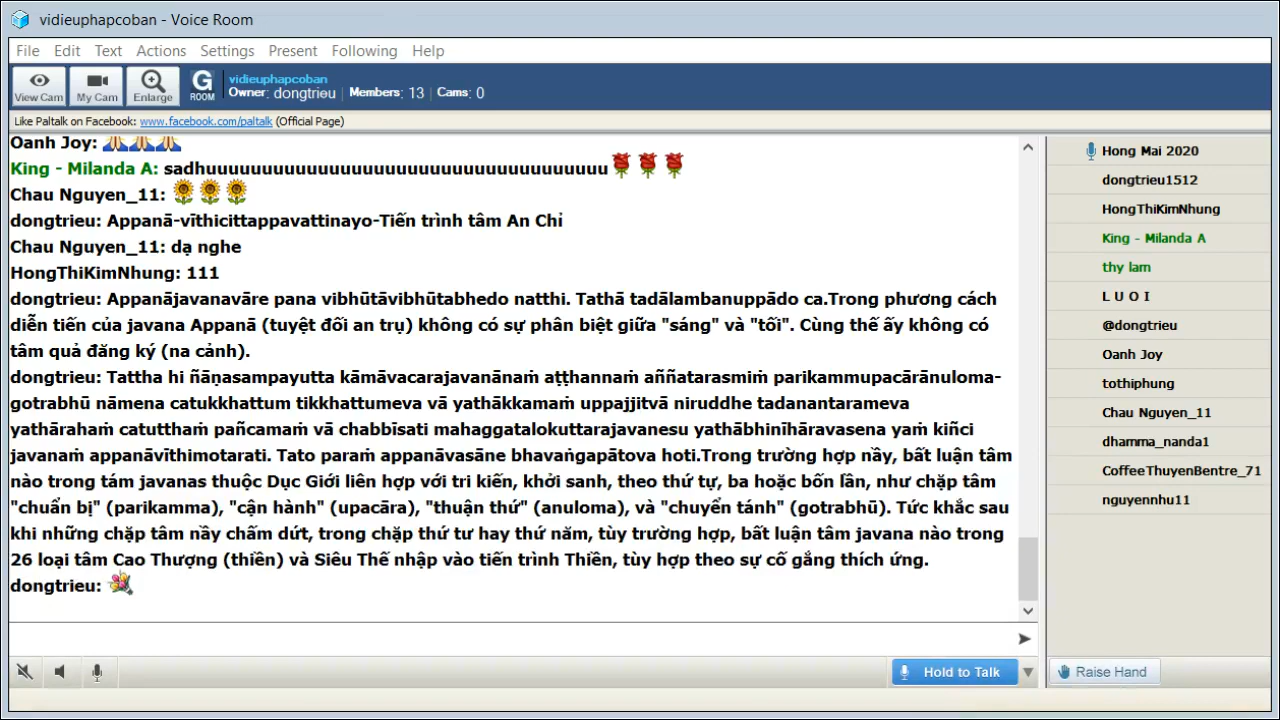 vidieuphapcoban - Voice Room
File Edit Text Actions Settings Present Following Help
View Cam My Cam Enlarge G ROOM
vidieuphapcoban
Owner: dongtrieu | Members: 13 | Cams: 0
Like Paltalk on Facebook: www.facebook.com/paltalk (Official Page)
Oanh Joy: 🙏🙏🙏
King - Milanda A: sadhuuuuuuuuuuuuuuuuuuuuuuuuuuuuuuuuuuuu🌹🌹🌹
Chau Nguyen_11: 🌻🌻🌻
dongtrieu: Appanā-vīthicittappavattinayo-Tiến trình tâm An Chỉ
Chau Nguyen_11: dạ nghe
HongThiKimNhung: 111
dongtrieu: Appanājavanavāre pana vibhūtāvibhūtabhedo natthi. Tathā tadālambanuppādo ca.Trong phương cách
diễn tiến của javana Appanā (tuyệt đối an trụ) không có sự phân biệt giữa "sáng" và "tối". Cùng thế ấy không có
tâm quả đăng ký (na cảnh).
dongtrieu: Tattha hi ñāṇasampayutta kāmāvacarajavanānaṁ aṭṭhannaṁ aññatarasmiṁ parikammupacārānuloma-
gotrabhū nāmena catukkhattum tikkhattumeva vā yathākkamaṁ uppajjitvā niruddhe tadanantarameva
yathārahaṁ catutthaṁ pañcamaṁ vā chabbīsati mahaggatalokuttarajavanesu yathābhinīhāravasena yaṁ kiñci
javanaṁ appanāvīthimotarati. Tato paraṁ appanāvasāne bhavaṅgapātova hoti.Trong trường hợp nầy, bất luận tâm
nào trong tám javanas thuộc Dục Giới liên hợp với tri kiến, khởi sanh, theo thứ tự, ba hoặc bốn lần, như chặp tâm
"chuẩn bị" (parikamma), "cận hành" (upacāra), "thuận thứ" (anuloma), và "chuyển tánh" (gotrabhū). Tức khắc sau
khi những chặp tâm nầy chấm dứt, trong chặp thứ tư hay thứ năm, tùy trường hợp, bất luận tâm javana nào trong
26 loại tâm Cao Thượng (thiền) và Siêu Thế nhập vào tiến trình Thiền, tùy hợp theo sự cố gắng thích ứng.
dongtrieu: 💐
Hold to Talk
Hong Mai 2020
dongtrieu1512
HongThiKimNhung
King - Milanda A
thy lam
L U O I
@dongtrieu
Oanh Joy
tothiphung
Chau Nguyen_11
dhamma_nanda1
CoffeeThuyenBentre_71
nguyennhu11
Raise Hand